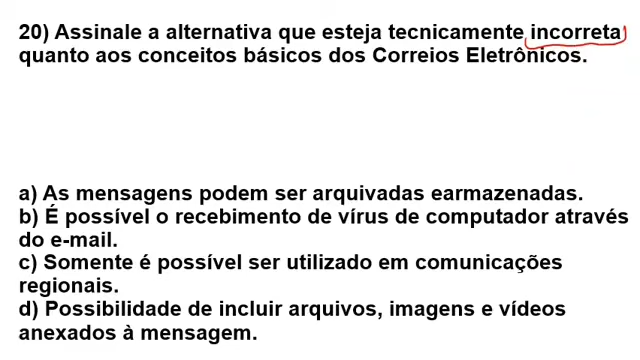 20) Assinale a alternativa que esteja tecnicamente incorreta
quanto aos conceitos básicos dos Correios Eletrônicos.
a) As mensagens podem ser arquivadas earmazenadas.
b) É possível o recebimento de vírus de computador através
do e-mail.
c) Somente é possível ser utilizado em comunicações
regionais.
d) Possibilidade de incluir arquivos, imagens e vídeos
anexados à mensagem.